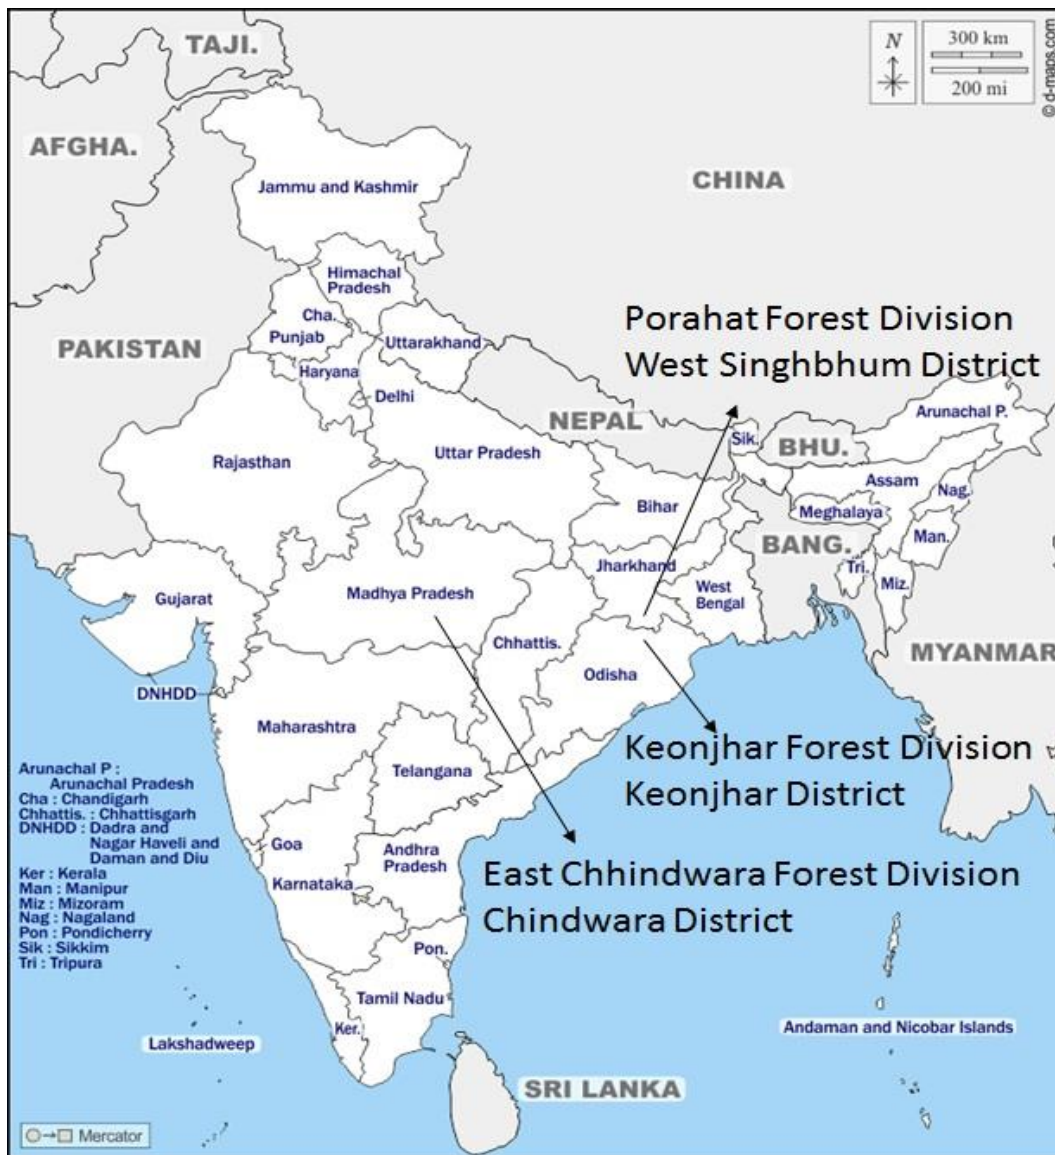 TAJI.
N
300 km
200 mi
© d-maps.com
AFGHA.
CHINA
Jammu and Kashmir
Himachal
Pradesh
Cha.
Punjab
Uttarakhand
PAKISTAN
Haryana
Delhi
Porahat Forest Division
West Singhbhum District
NEPAL
Arunachal P.
Sik.
BHU.
Rajasthan
Uttar Pradesh
Assam
Nag.
Bihar
Meghalaya
Man.
BANG.
Jharkhand
Tri.
Miz.
West
Bengal
Gujarat
Madhya Pradesh
Chhattis.
MYANMAR
Odisha
DNHDD
Maharashtra
Keonjhar Forest Division
Keonjhar District
Telangana
Arunachal P :
Arunachal Pradesh
Cha : Chandigarh
Chhattis. : Chhattisgarh
DNHDD : Dadra and
Nagar Haveli and
Daman and Diu
Ker : Kerala
Man : Manipur
Miz : Mizoram
Nag : Nagaland
Pon : Pondicherry
Sik : Sikkim
Tri : Tripura
Goa
Andhra
Pradesh
Karnataka
East Chhindwara Forest Division
Chindwara District
Pon.
Tamil Nadu
Ker.
Lakshadweep
Andaman and Nicobar Islands
SRI LANKA
Mercator